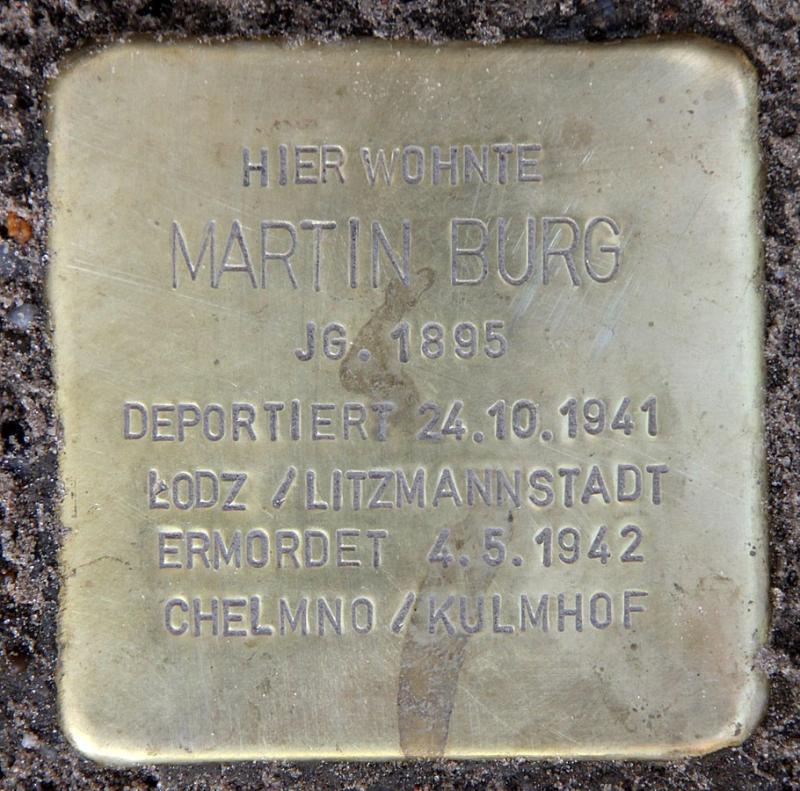 HIER WOHNTE
MARTIN BURG
JG. 1895
DEPORTIERT 24.10.1941
ŁODZ / LITZMANNSTADT
ERMORDET 4.5.1942
CHELMNO / KULMHOF